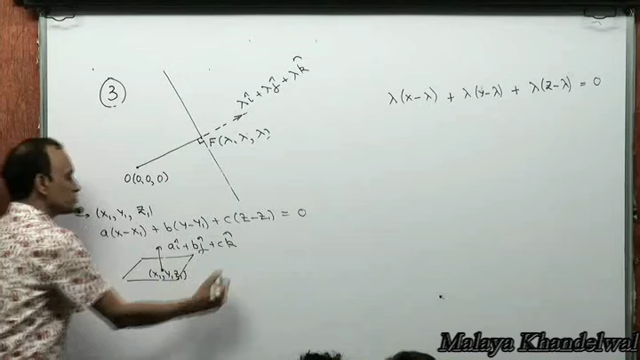 ③
λî + λĵ + λk̂
F(λ, λ, λ)
O(0,0,0)
(x₁, y₁, z₁)
a(x-x₁) + b(y-y₁) + c(z-z₁) = 0
aî + bĵ + ck̂
(x₁, y₁, z₁)
λ(x-λ) + λ(y-λ) + λ(z-λ) = 0
Malaya Khandelwal